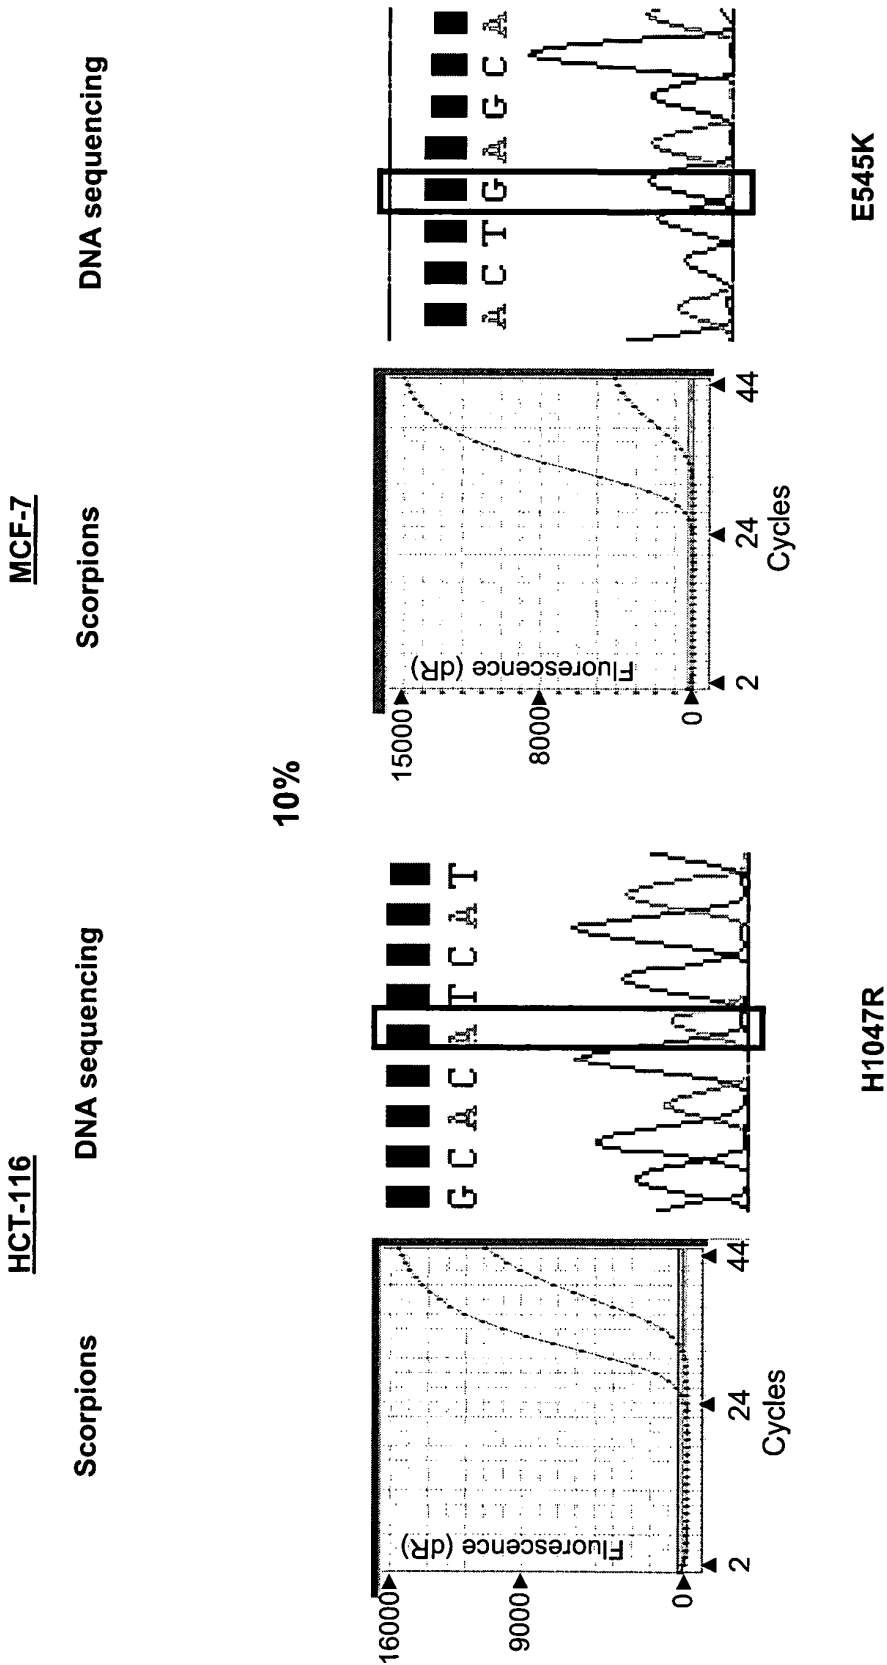 HCT-116
MCF-7
Scorpions
DNA sequencing
Scorpions
DNA sequencing
10%
16000
9000
0
Fluorescence (dR)
2
24
44
Cycles
G C A C A T C A T
H1047R
15000
8000
0
Fluorescence (dR)
2
24
44
Cycles
A C T G A G C A
E545K